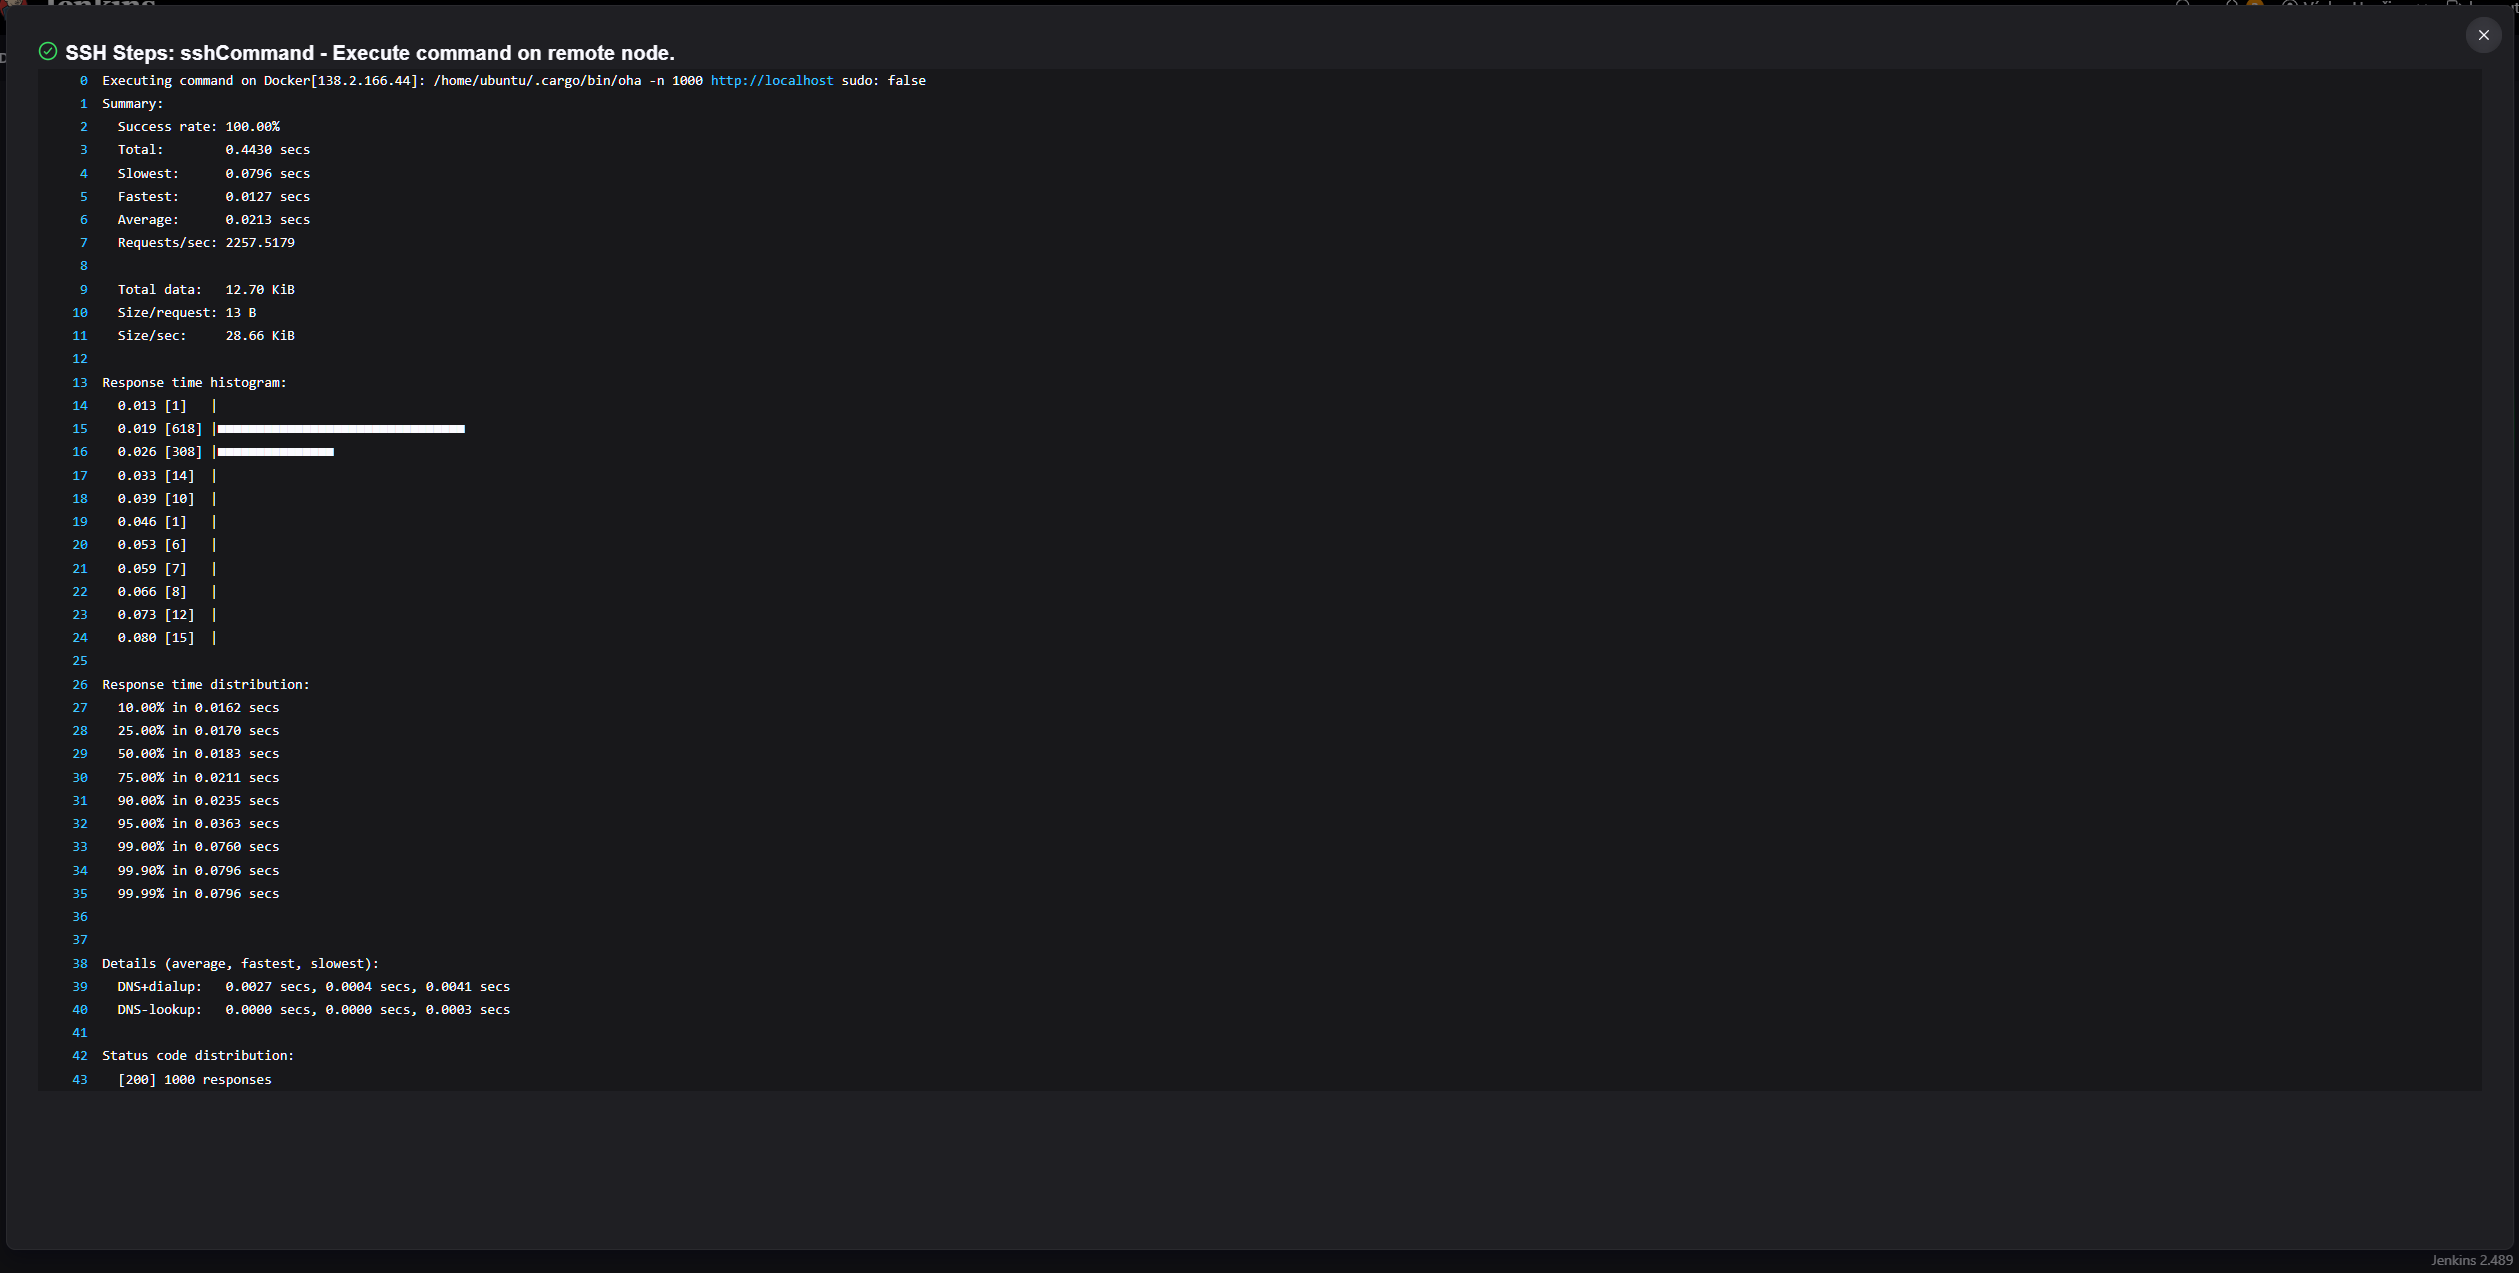 SSH Steps: sshCommand - Execute command on remote node.
0 Executing command on Docker[138.2.166.44]: /home/ubuntu/.cargo/bin/oha -n 1000 http://localhost sudo: false
1 Summary:
2 Success rate: 100.00%
3 Total: 0.4430 secs
4 Slowest: 0.0796 secs
5 Fastest: 0.0127 secs
6 Average: 0.0213 secs
7 Requests/sec: 2257.5179
8
9 Total data: 12.70 KiB
10 Size/request: 13 B
11 Size/sec: 28.66 KiB
12
13 Response time histogram:
14 0.013 [1] |
15 0.019 [618] |■■■■■■■■■■■■■■■■■■■■■■■■■■■■■■■■
16 0.026 [308] |■■■■■■■■■■■■■■■
17 0.033 [14] |
18 0.039 [10] |
19 0.046 [1] |
20 0.053 [6] |
21 0.059 [7] |
22 0.066 [8] |
23 0.073 [12] |
24 0.080 [15] |
25
26 Response time distribution:
27 10.00% in 0.0162 secs
28 25.00% in 0.0170 secs
29 50.00% in 0.0183 secs
30 75.00% in 0.0211 secs
31 90.00% in 0.0235 secs
32 95.00% in 0.0363 secs
33 99.00% in 0.0760 secs
34 99.90% in 0.0796 secs
35 99.99% in 0.0796 secs
36
37
38 Details (average, fastest, slowest):
39 DNS+dialup: 0.0027 secs, 0.0004 secs, 0.0041 secs
40 DNS-lookup: 0.0000 secs, 0.0000 secs, 0.0003 secs
41
42 Status code distribution:
43 [200] 1000 responses
Jenkins 2.489